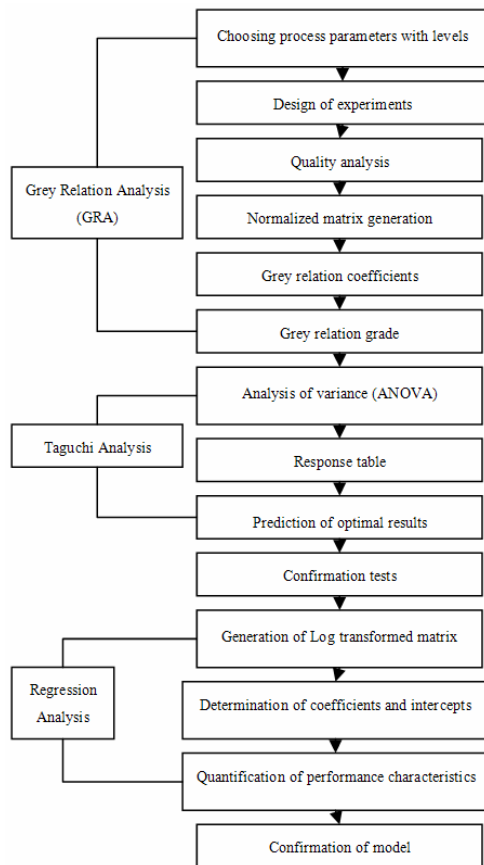 Choosing process parameters with levels
Design of experiments
Quality analysis
Grey Relation Analysis
(GRA)
Normalized matrix generation
Grey relation coefficients
Grey relation grade
Analysis of variance (ANOVA)
Taguchi Analysis
Response table
Prediction of optimal results
Confirmation tests
Generation of Log transformed matrix
Regression
Analysis
Determination of coefficients and intercepts
Quantification of performance characteristics
Confirmation of model